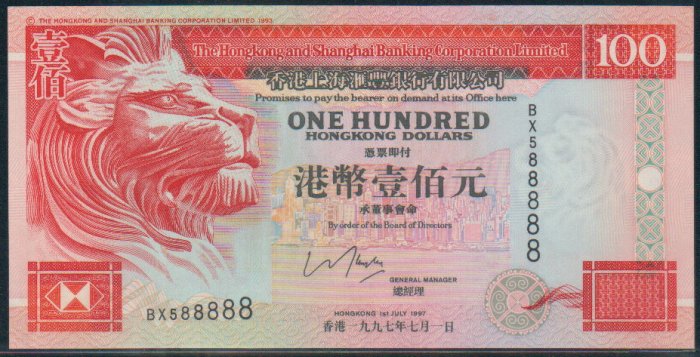 © THE HONGKONG AND SHANGHAI BANKING CORPORATION LIMITED 1993
壹佰
The Hongkong and Shanghai Banking Corporation Limited
100
香港上海滙豐銀行有限公司
Promises to pay the bearer on demand at its Office here
ONE HUNDRED
HONGKONG DOLLARS
憑票即付
港幣壹佰元
承董事會命
By order of the Board of Directors
BX588888
GENERAL MANAGER
總經理
BX588888
HONGKONG 1ST JULY 1997
香港一九九七年七月一日